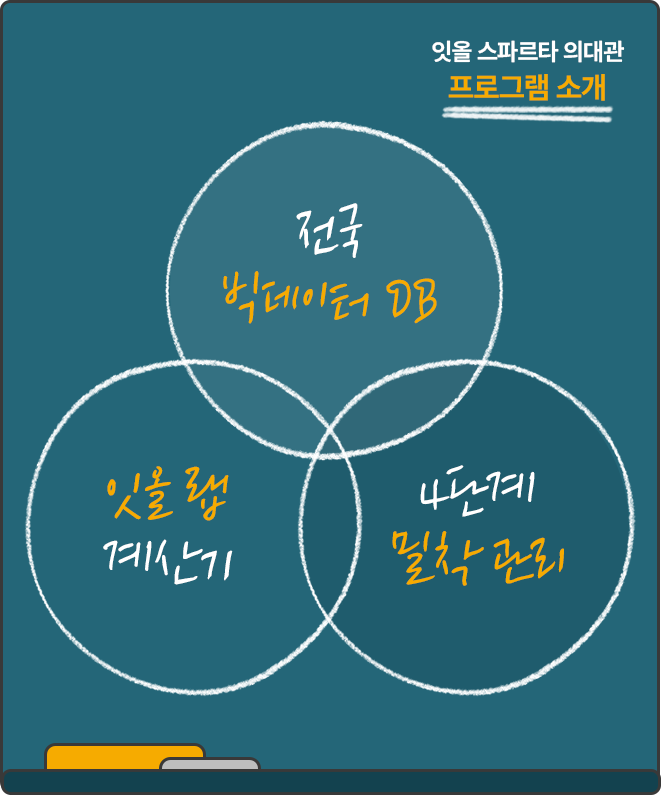 잇올 스파르타 의대관
프로그램 소개
전국
빅데이터 DB
잇올 랩
계산기
4단계
밀착 관리